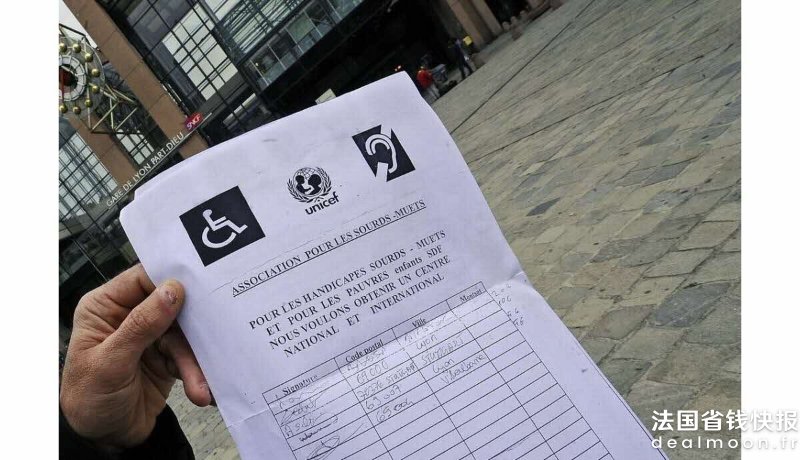 SNCF
GARE DE LYON PART-DIEU
unicef
ASSOCIATION POUR LES SOURDS -MUETS
POUR LES HANDICAPES SOURDS - MUETS
ET POUR LES PAUVRES enfants SDF
NOUS VOULONS OBTENIR UN CENTRE
NATIONAL ET INTERNATIONAL
Signature Code postal Ville Montant
法国省钱快报
dealmoon.fr